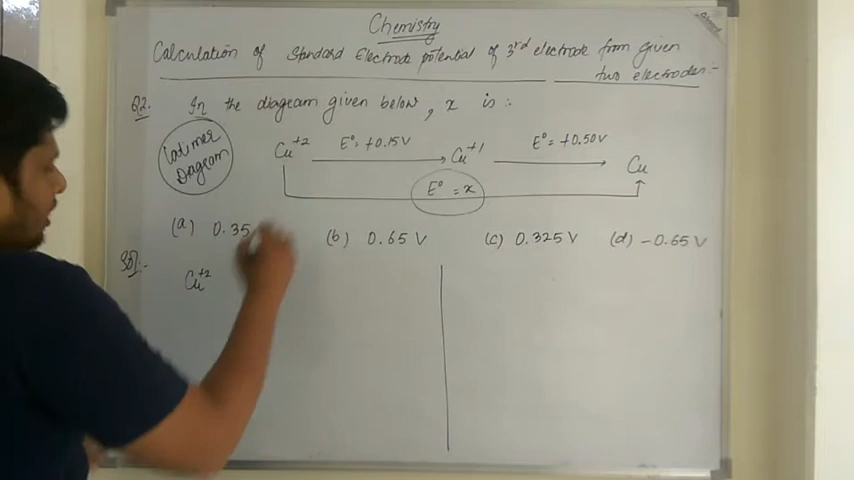 Chemistry
Calculation of Standard Electrode potential of 3rd electrode from given
two electrodes:-
Q2. In the diagram given below, x is :-
Latimer
Diagram
Cu+2 E° = +0.15V Cu+1 E° = +0.50V Cu
E° = x
(a) 0.35 (b) 0.65 V (c) 0.325 V (d) -0.65 V
Sol:-
Cu+2